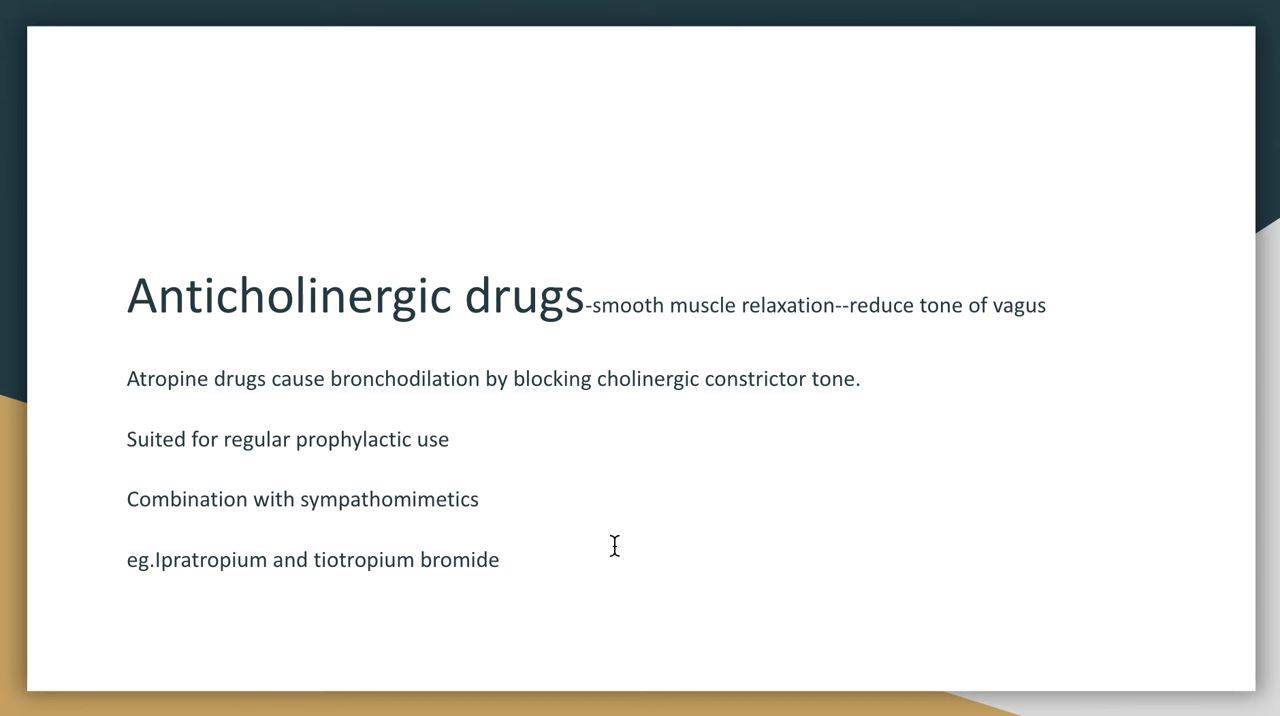 Anticholinergic drugs-smooth muscle relaxation--reduce tone of vagus
Atropine drugs cause bronchodilation by blocking cholinergic constrictor tone.
Suited for regular prophylactic use
Combination with sympathomimetics
eg.Ipratropium and tiotropium bromide